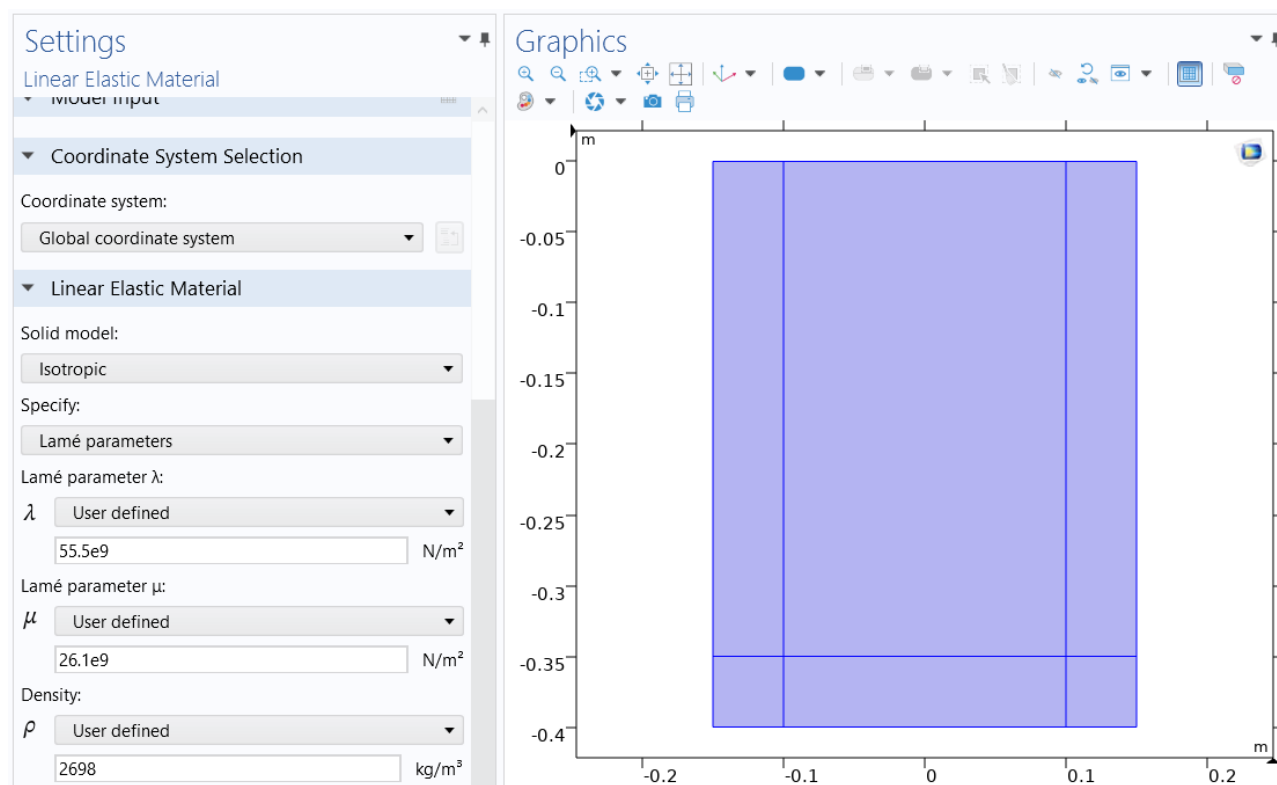 Settings
Linear Elastic Material
Model Input
Coordinate System Selection
Coordinate system:
Global coordinate system
Linear Elastic Material
Solid model:
Isotropic
Specify:
Lamé parameters
Lamé parameter λ:
λ User defined
55.5e9 N/m²
Lamé parameter μ:
μ User defined
26.1e9 N/m²
Density:
ρ User defined
2698 kg/m³
Graphics
m
0
-0.05
-0.1
-0.15
-0.2
-0.25
-0.3
-0.35
-0.4
m
-0.2 -0.1 0 0.1 0.2